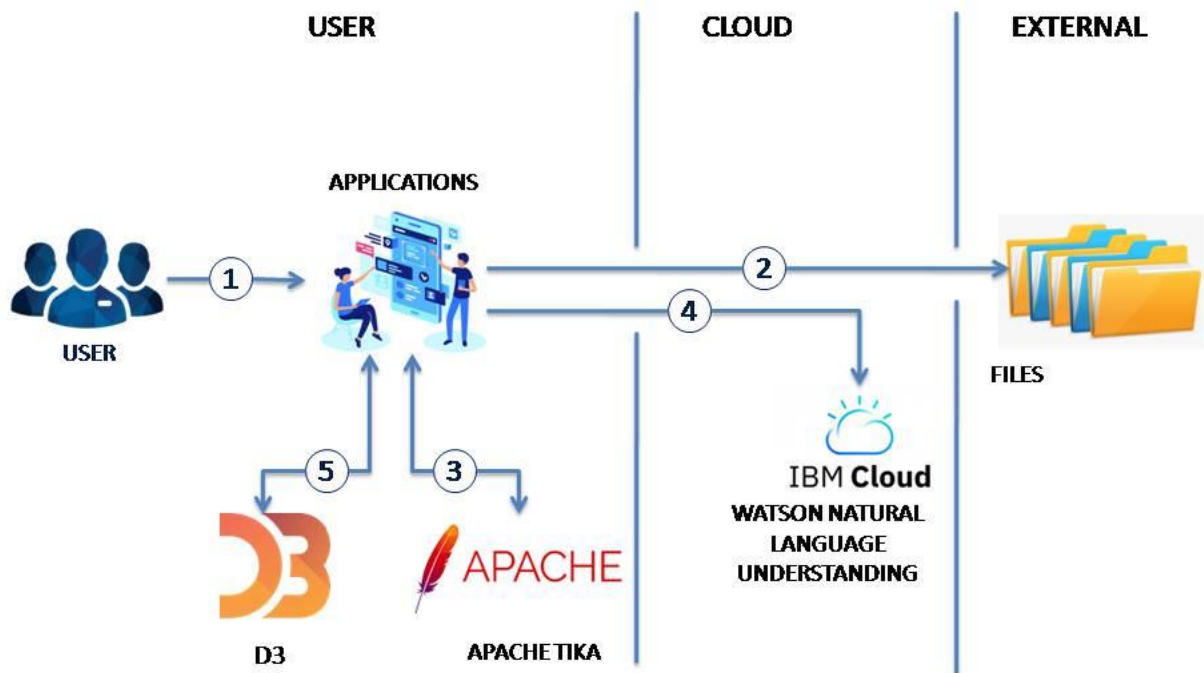 USER
CLOUD
EXTERNAL
APPLICATIONS
1
2
4
USER
FILES
5
3
IBM Cloud
D3
APACHE
WATSON NATURAL
LANGUAGE
UNDERSTANDING
D3
APACHE TIKA